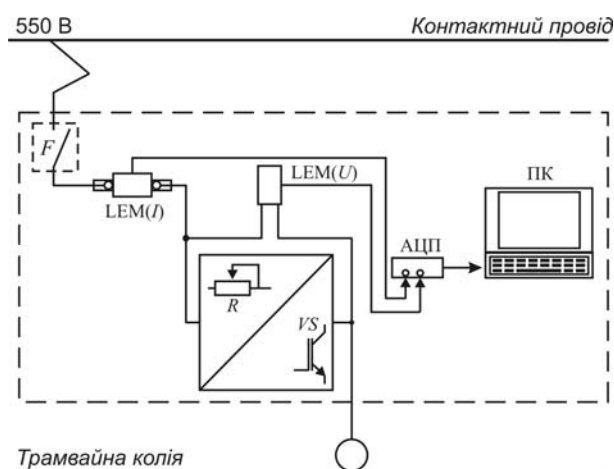 550 В
Контактний провід
F
LEM(I)
LEM(U)
ПК
АЦП
R
VS
Трамвайна колія